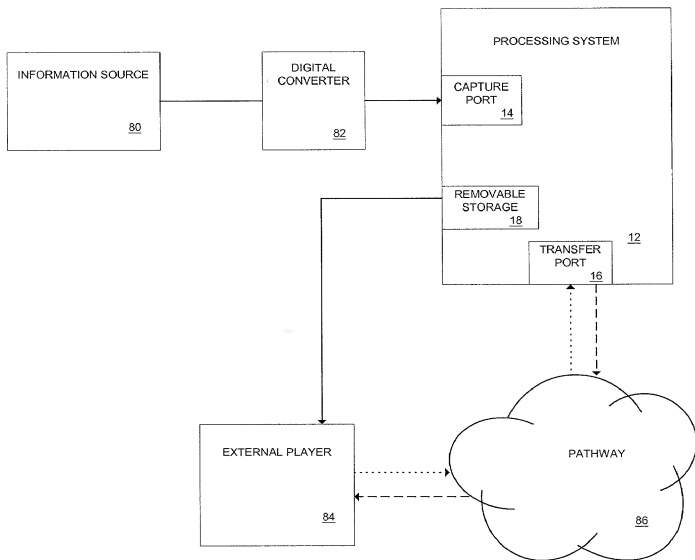 PROCESSING SYSTEM
INFORMATION SOURCE
80
DIGITAL
CONVERTER
82
CAPTURE
PORT
14
REMOVABLE
STORAGE
18
12
TRANSFER
PORT
16
EXTERNAL PLAYER
84
PATHWAY
86